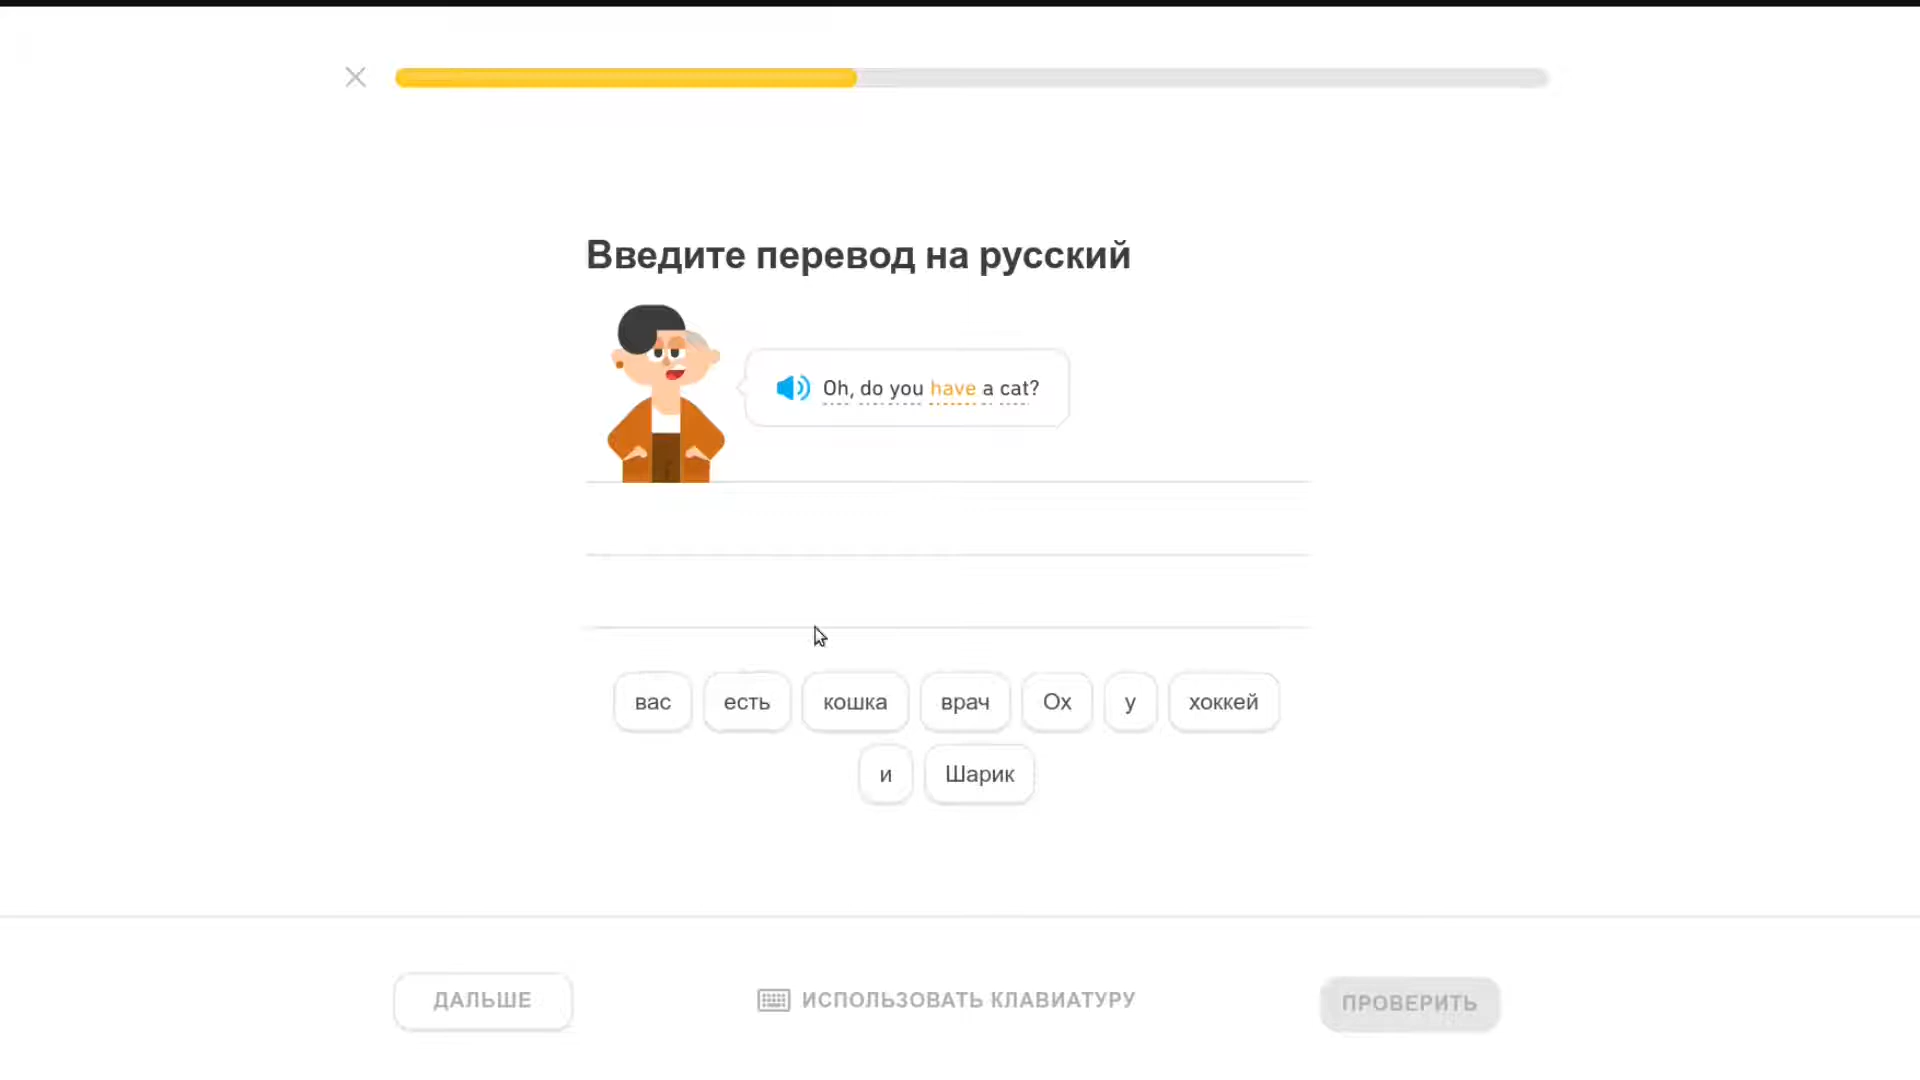 Введите перевод на русский
Oh, do you have a cat?
вас есть кошка врач Ох у хоккей
и Шарик
ДАЛЬШЕ ИСПОЛЬЗОВАТЬ КЛАВИАТУРУ ПРОВЕРИТЬ